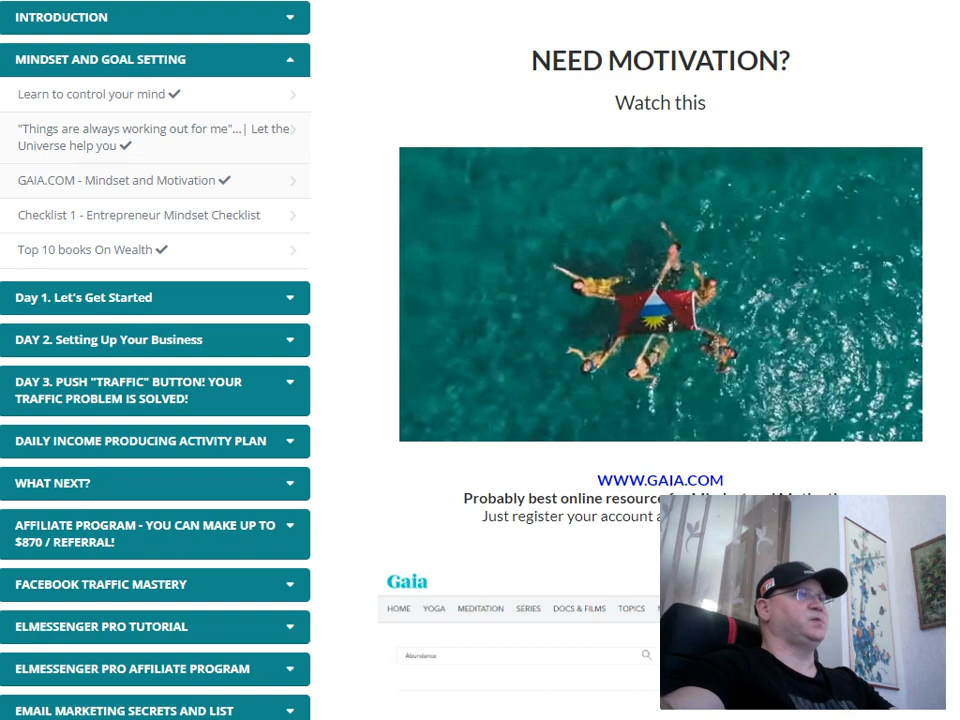 INTRODUCTION
MINDSET AND GOAL SETTING
Learn to control your mind
"Things are always working out for me"...| Let the
Universe help you
GAIA.COM - Mindset and Motivation
Checklist 1 - Entrepreneur Mindset Checklist
Top 10 books On Wealth
Day 1. Let's Get Started
DAY 2. Setting Up Your Business
DAY 3. PUSH "TRAFFIC" BUTTON! YOUR
TRAFFIC PROBLEM IS SOLVED!
DAILY INCOME PRODUCING ACTIVITY PLAN
WHAT NEXT?
AFFILIATE PROGRAM - YOU CAN MAKE UP TO
$870 / REFERRAL!
FACEBOOK TRAFFIC MASTERY
ELMESSENGER PRO TUTORIAL
ELMESSENGER PRO AFFILIATE PROGRAM
EMAIL MARKETING SECRETS AND LIST
NEED MOTIVATION?
Watch this
WWW.GAIA.COM
Probably best online resource
Just register your account
Gaia
HOME YOGA MEDITATION SERIES DOCS & FILMS TOPICS
Abundance